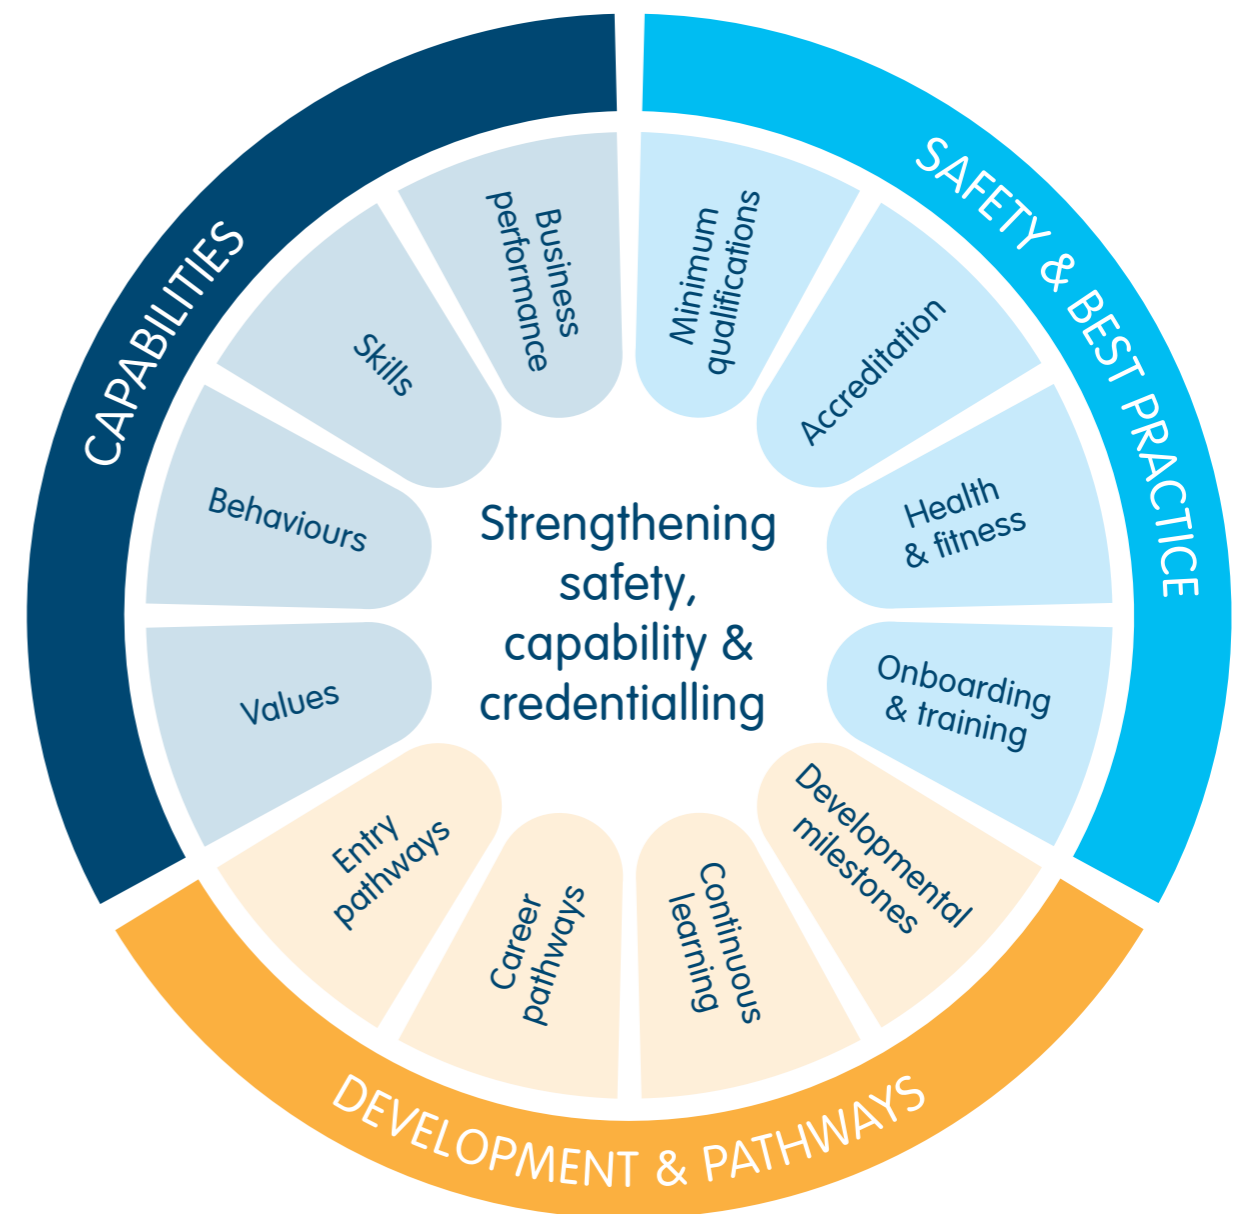 CAPABILITIES
SAFETY & BEST PRACTICE
DEVELOPMENT & PATHWAYS
Business
performance
Minimum
qualifications
Accreditation
Health
& fitness
Onboarding
& training
Developmental
milestones
Continuous
learning
Career
pathways
Entry
pathways
Values
Behaviours
Skills
Strengthening
safety,
capability &
credentialling